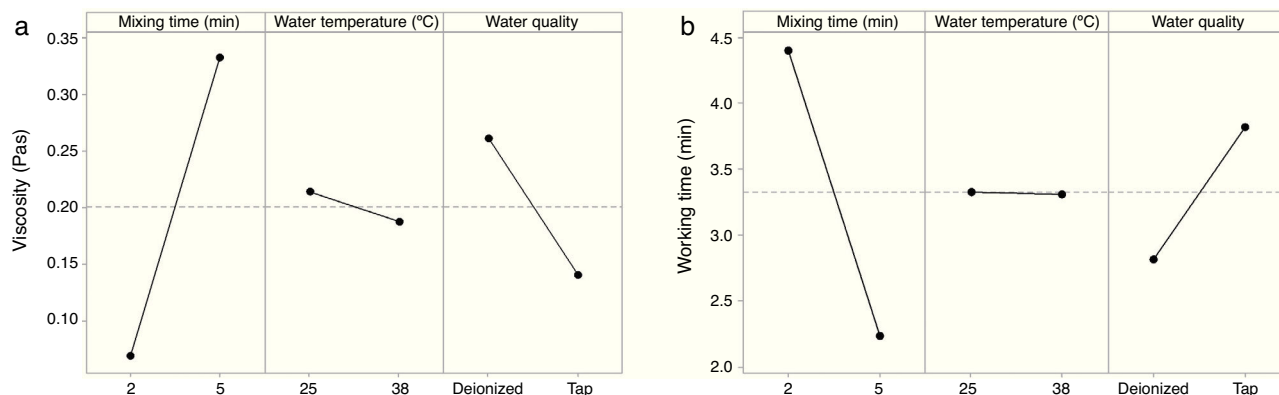 a
Mixing time (min) Water temperature (ºC) Water quality
0.35
0.30
0.25
0.20
0.15
0.10
Viscosity (Pas)
2 5 25 38 Deionized Tap
b
Mixing time (min) Water temperature (ºC) Water quality
4.5
4.0
3.5
3.0
2.5
2.0
Working time (min)
2 5 25 38 Deionized Tap